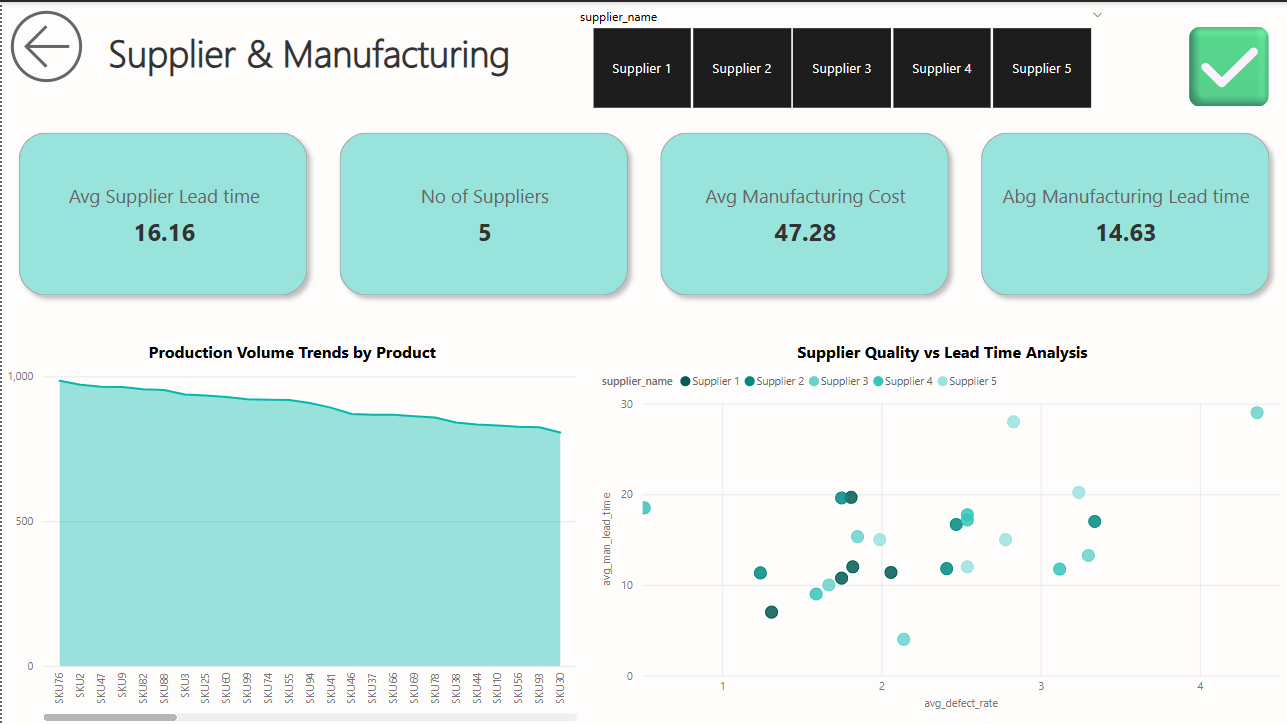 supplier_name
Supplier & Manufacturing
Supplier 1
Supplier 2
Supplier 3
Supplier 4
Supplier 5
Avg Supplier Lead time
16.16
No of Suppliers
5
Avg Manufacturing Cost
47.28
Abg Manufacturing Lead time
14.63
Production Volume Trends by Product
1,000
500
0
SKU76
SKU2
SKU47
SKU9
SKU82
SKU88
SKU3
SKU25
SKU60
SKU99
SKU74
SKU55
SKU94
SKU41
SKU46
SKU37
SKU66
SKU69
SKU78
SKU38
SKU44
SKU10
SKU56
SKU93
SKU30
Supplier Quality vs Lead Time Analysis
supplier_name Supplier 1 Supplier 2 Supplier 3 Supplier 4 Supplier 5
avg_man_lead_time
30
20
10
0
1 2 3 4
avg_defect_rate